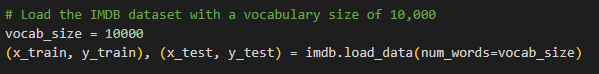 # Load the IMDB dataset with a vocabulary size of 10,000
vocab_size = 10000
(x_train, y_train), (x_test, y_test) = imdb.load_data(num_words=vocab_size)